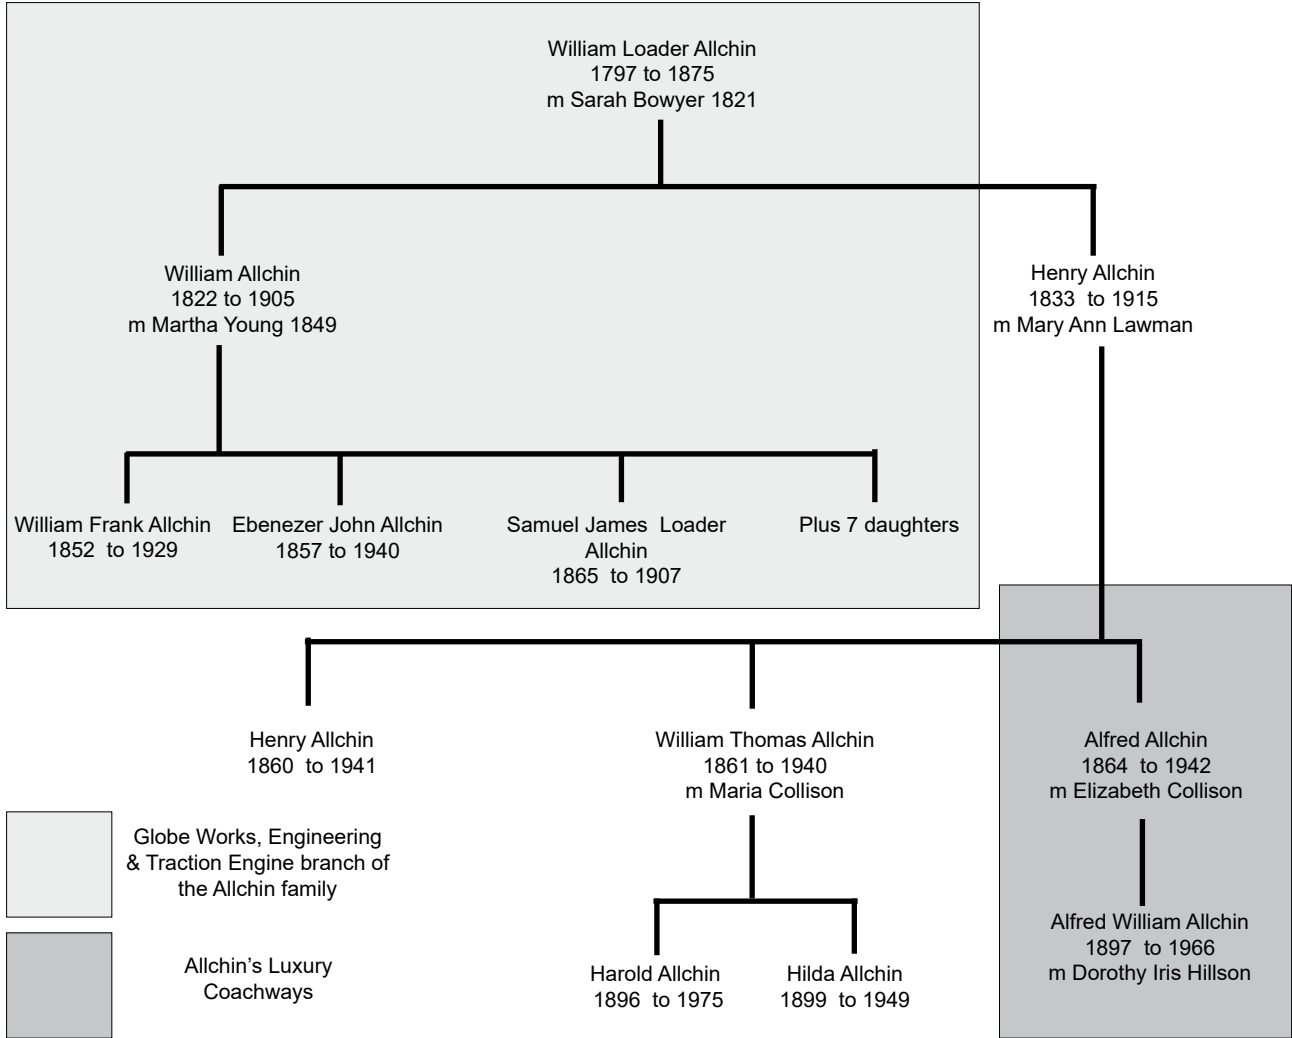 William Loader Allchin
1797 to 1875
m Sarah Bowyer 1821
William Allchin
1822 to 1905
m Martha Young 1849
Henry Allchin
1833 to 1915
m Mary Ann Lawman
William Frank Allchin
1852 to 1929
Ebenezer John Allchin
1857 to 1940
Samuel James Loader
Allchin
1865 to 1907
Plus 7 daughters
Henry Allchin
1860 to 1941
William Thomas Allchin
1861 to 1940
m Maria Collison
Alfred Allchin
1864 to 1942
m Elizabeth Collison
Harold Allchin
1896 to 1975
Hilda Allchin
1899 to 1949
Alfred William Allchin
1897 to 1966
m Dorothy Iris Hillson
Globe Works, Engineering
& Traction Engine branch of
the Allchin family
Allchin’s Luxury
Coachways